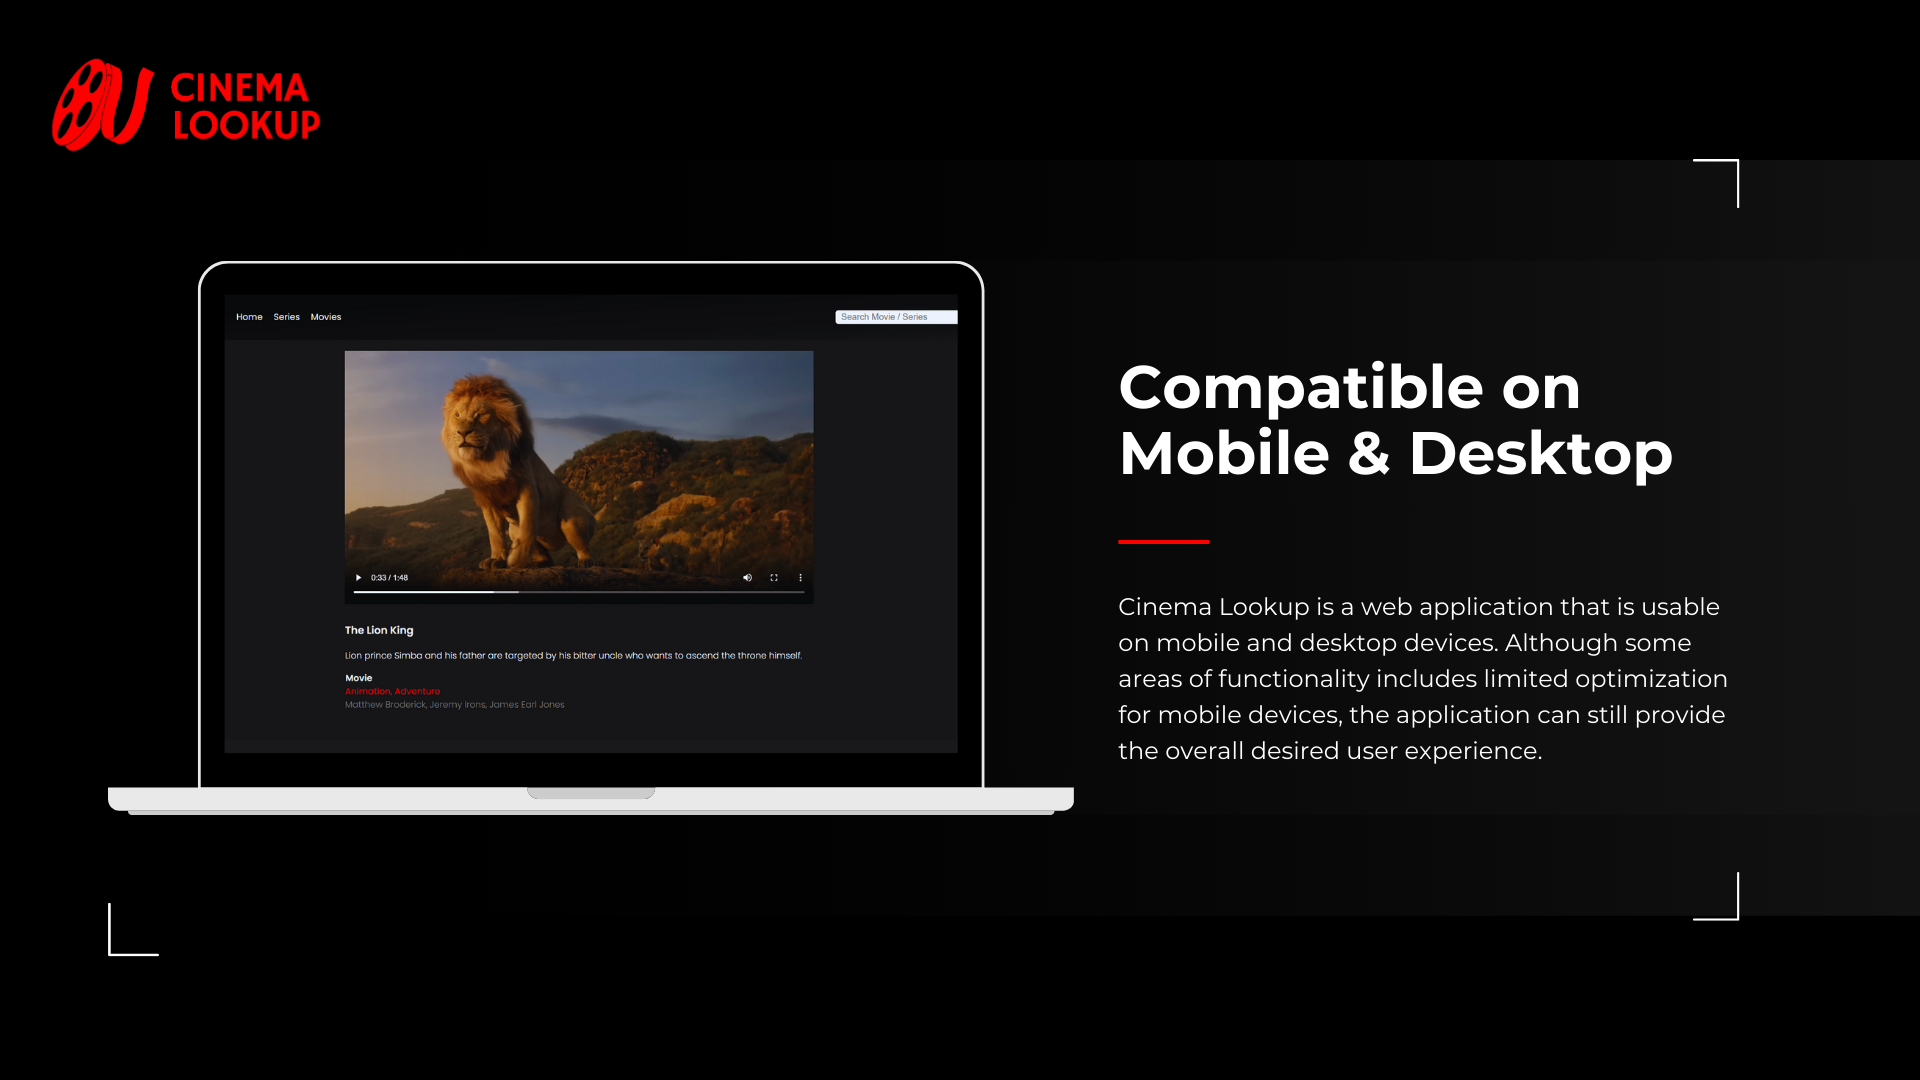 CINEMA
LOOKUP
Home Series Movies
Search Movie / Series
0:33 / 1:48
The Lion King
Lion prince Simba and his father are targeted by his bitter uncle who wants to ascend the throne himself.
Movie
Animation, Adventure
Matthew Broderick, Jeremy Irons, James Earl Jones
Compatible on
Mobile & Desktop
Cinema Lookup is a web application that is usable
on mobile and desktop devices. Although some
areas of functionality includes limited optimization
for mobile devices, the application can still provide
the overall desired user experience.